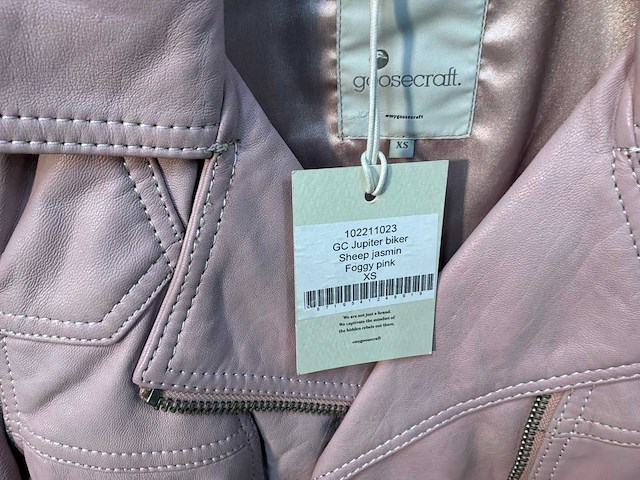 goosecraft.
#mygoosecraft
XS
102211023
GC Jupiter biker
Sheep jasmin
Foggy pink
XS
We are not just a brand.
We captivate the mindset of
the hidden rebels out there.
#mygoosecraft